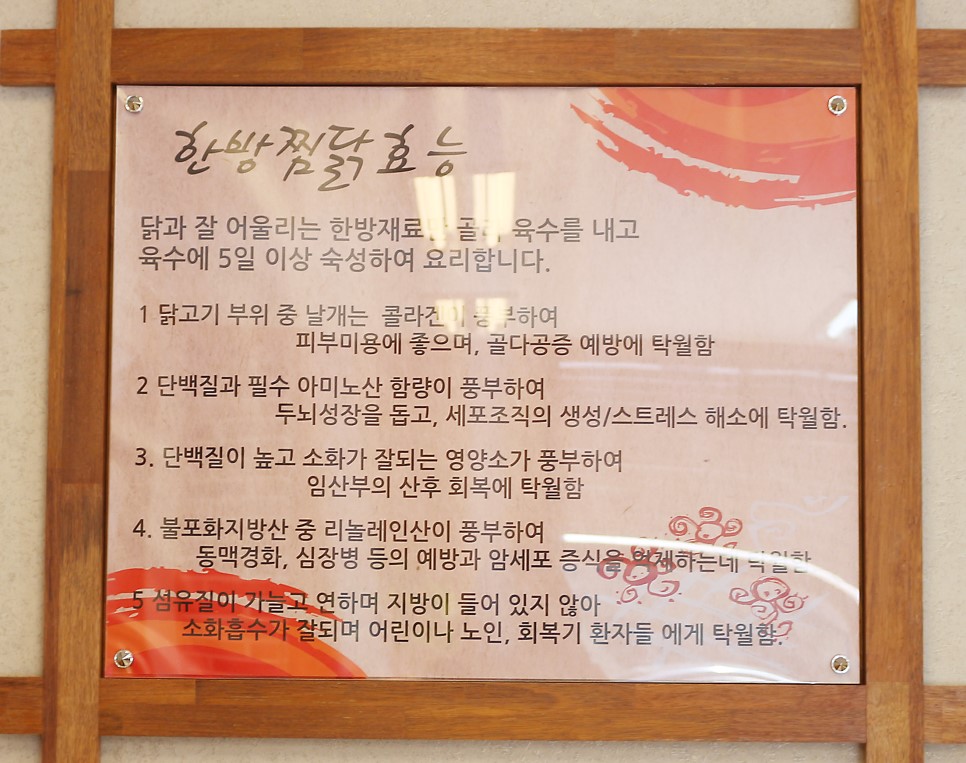 한방찜닭효능
닭과 잘 어울리는 한방재료를 골라 육수를 내고
육수에 5일 이상 숙성하여 요리합니다.
1 닭고기 부위 중 날개는 콜라겐이 풍부하여
피부미용에 좋으며, 골다공증 예방에 탁월함
2 단백질과 필수 아미노산 함량이 풍부하여
두뇌성장을 돕고, 세포조직의 생성/스트레스 해소에 탁월함.
3. 단백질이 높고 소화가 잘되는 영양소가 풍부하여
임산부의 산후 회복에 탁월함
4. 불포화지방산 중 리놀레인산이 풍부하여
동맥경화, 심장병 등의 예방과 암세포 증식을 억제하는네 탁월함
5 섬유질이 가늘고 연하며 지방이 들어 있지 않아
소화흡수가 잘되며 어린이나 노인, 회복기 환자들 에게 탁월함.